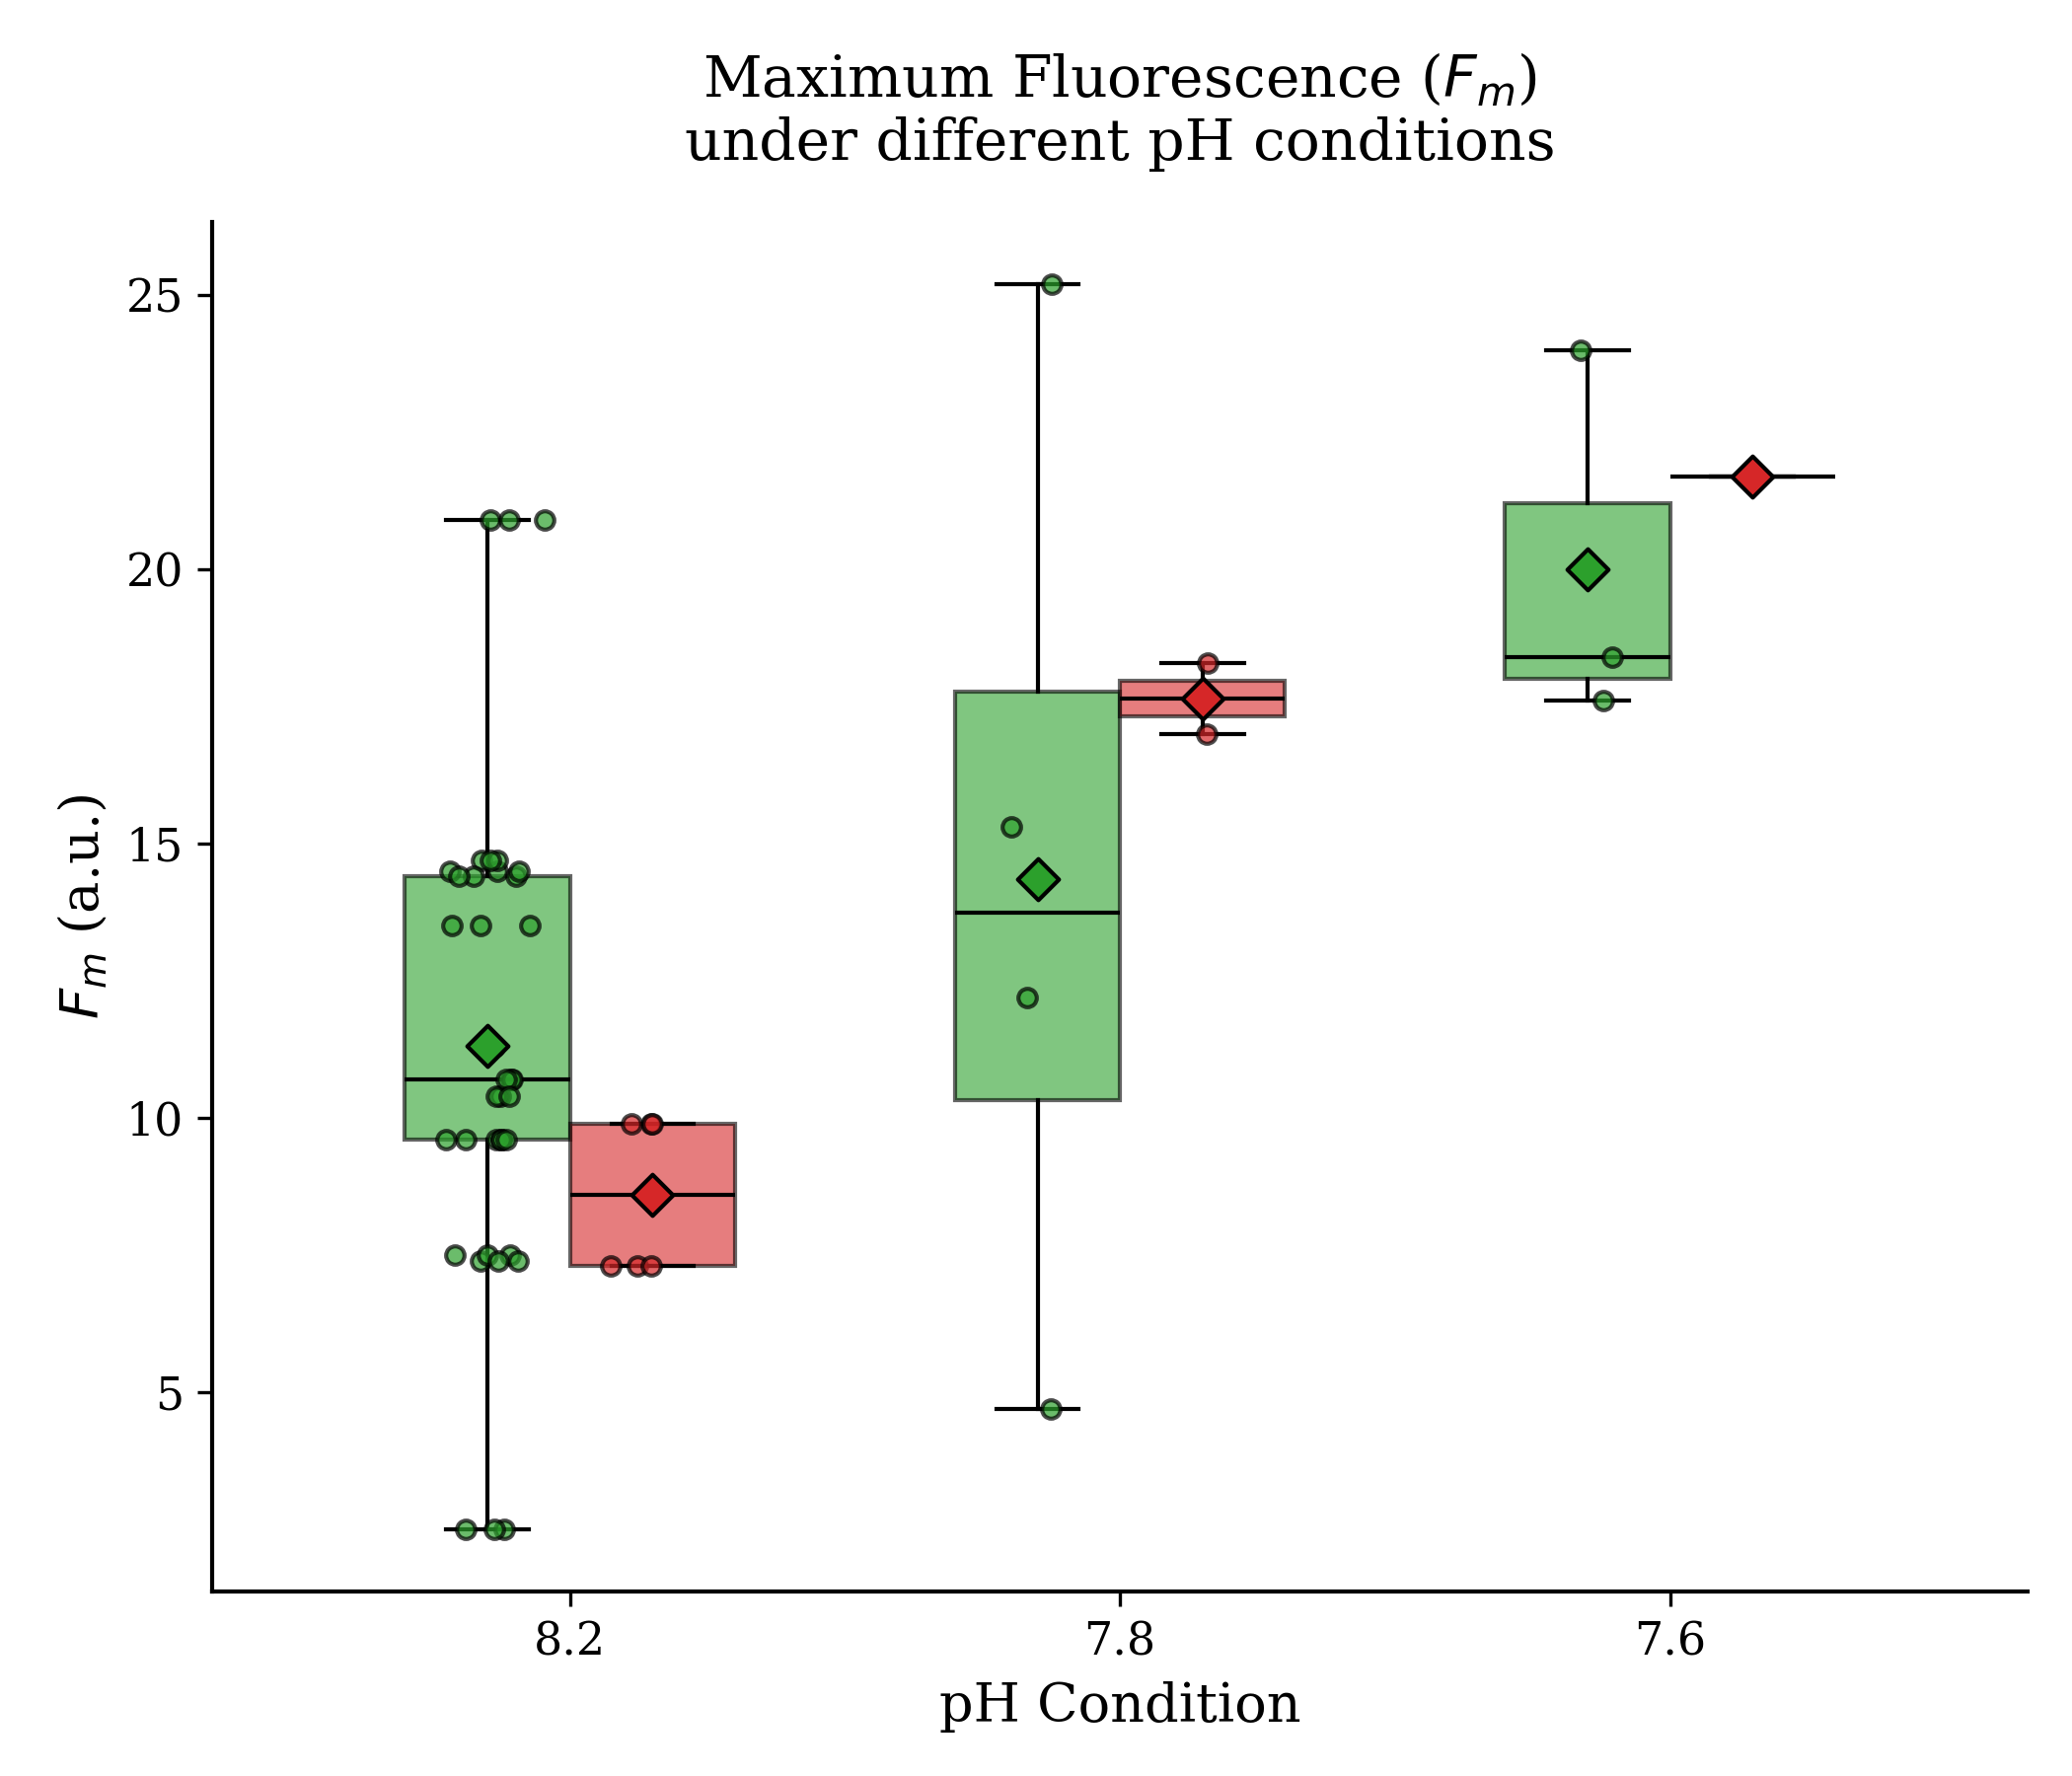 Maximum Fluorescence (Fₘ)
under different pH conditions
Fₘ (a.u.)
25
20
15
10
5
8.2 7.8 7.6
pH Condition